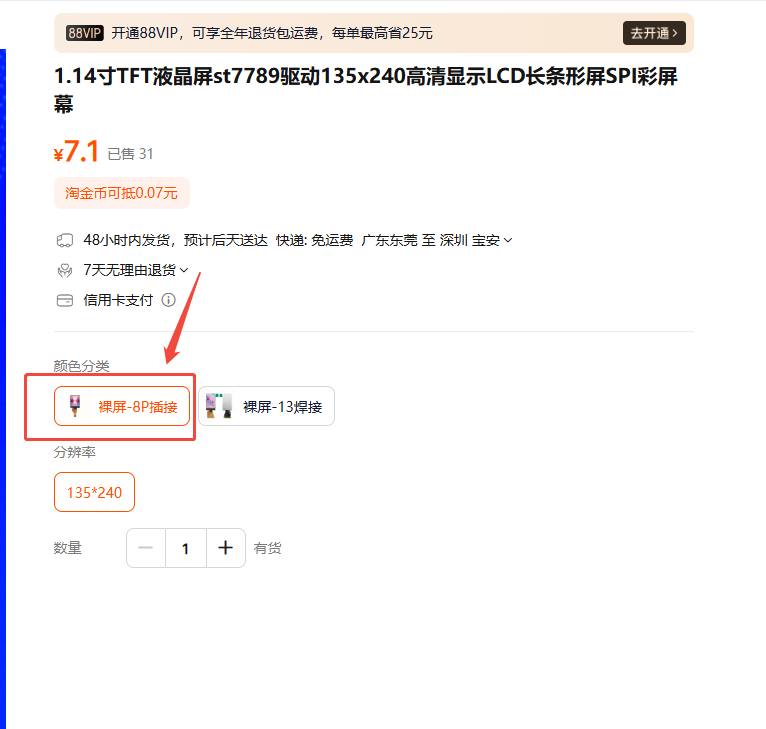 88VIP 开通88VIP，可享全年退货包运费，每单最高省25元 去开通
1.14寸TFT液晶屏st7789驱动135x240高清显示LCD长条形屏SPI彩屏
幕
¥7.1 已售 31
淘金币可抵0.07元
48小时内发货，预计后天送达 快递: 免运费 广东东莞 至 深圳 宝安
7天无理由退货
信用卡支付
颜色分类
裸屏-8P插接 裸屏-13焊接
分辨率
135*240
数量 1 有货